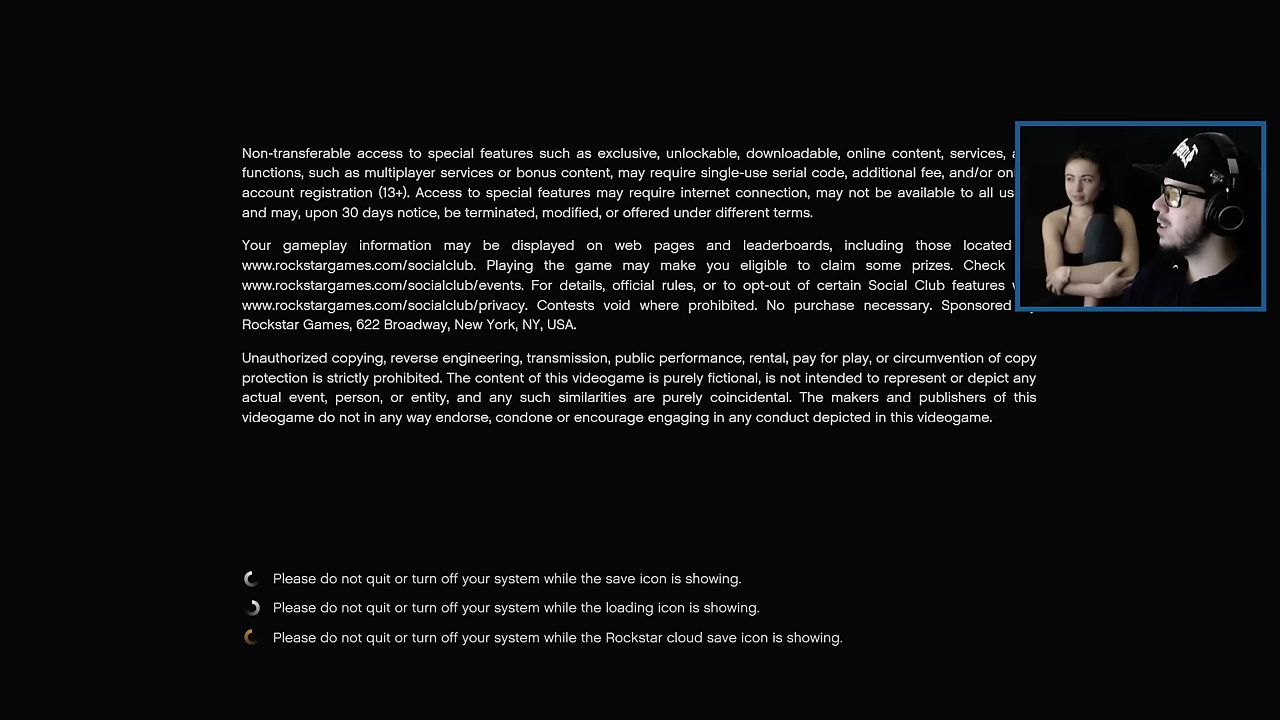 Non-transferable access to special features such as exclusive, unlockable, downloadable, online content, services,
functions, such as multiplayer services or bonus content, may require single-use serial code, additional fee, and/or
account registration (13+). Access to special features may require internet connection, may not be available to all
and may, upon 30 days notice, be terminated, modified, or offered under different terms.
Your gameplay information may be displayed on web pages and leaderboards, including those located
www.rockstargames.com/socialclub. Playing the game may make you eligible to claim some prizes. Check
www.rockstargames.com/socialclub/events. For details, official rules, or to opt-out of certain Social Club features
www.rockstargames.com/socialclub/privacy. Contests void where prohibited. No purchase necessary. Sponsored
Rockstar Games, 622 Broadway, New York, NY, USA.
Unauthorized copying, reverse engineering, transmission, public performance, rental, pay for play, or circumvention of copy
protection is strictly prohibited. The content of this videogame is purely fictional, is not intended to represent or depict any
actual event, person, or entity, and any such similarities are purely coincidental. The makers and publishers of this
videogame do not in any way endorse, condone or encourage engaging in any conduct depicted in this videogame.
Please do not quit or turn off your system while the save icon is showing.
Please do not quit or turn off your system while the loading icon is showing.
Please do not quit or turn off your system while the Rockstar cloud save icon is showing.